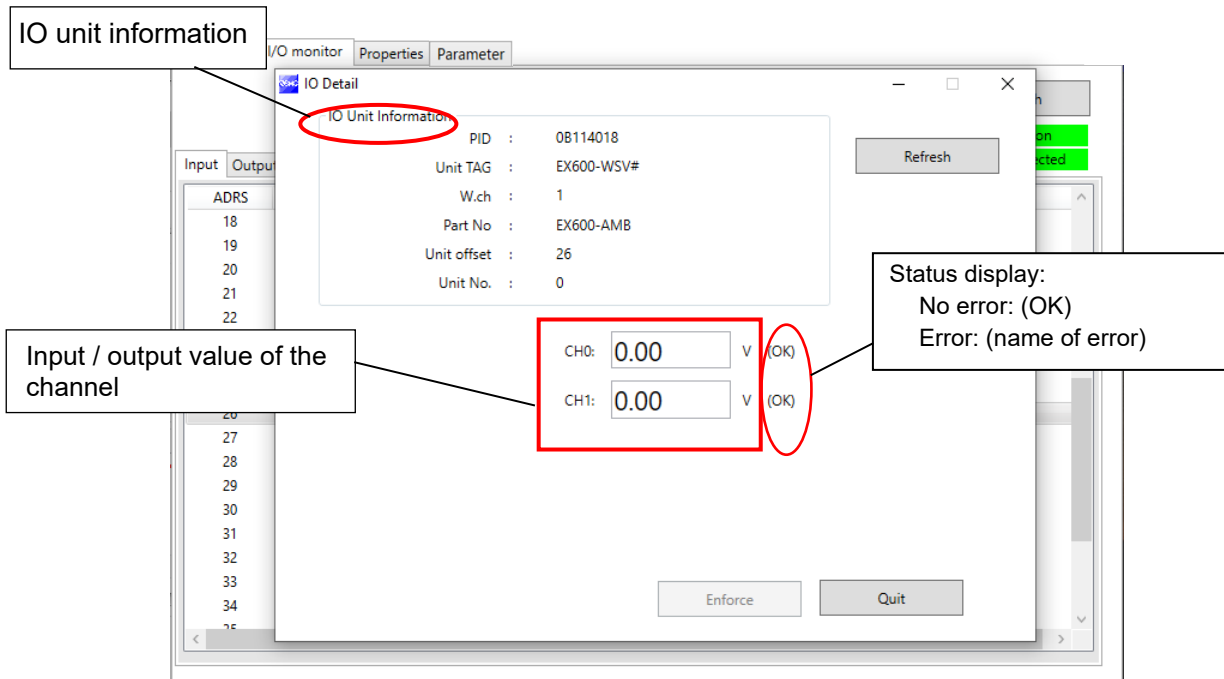 IO unit information
I/O monitor Properties Parameter
IO Detail
IO Unit Information
PID : 0B114018
Unit TAG : EX600-WSV#
W.ch : 1
Part No : EX600-AMB
Unit offset : 26
Unit No. : 0
Refresh
Input Output
ADRS
18
19
20
21
22
Status display:
No error: (OK)
Error: (name of error)
Input / output value of the
channel
CH0: 0.00 V (OK)
CH1: 0.00 V (OK)
26
27
28
29
30
31
32
33
34
Enforce Quit